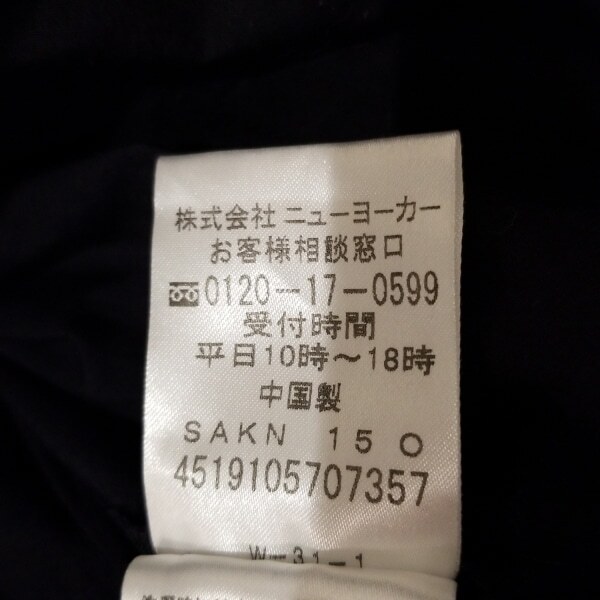 株式会社 ニューヨーカー
お客様相談窓口
0120-17-0599
受付時間
平日10時〜18時
中国製
SAKN 15 O
4519105707357
W-31-1